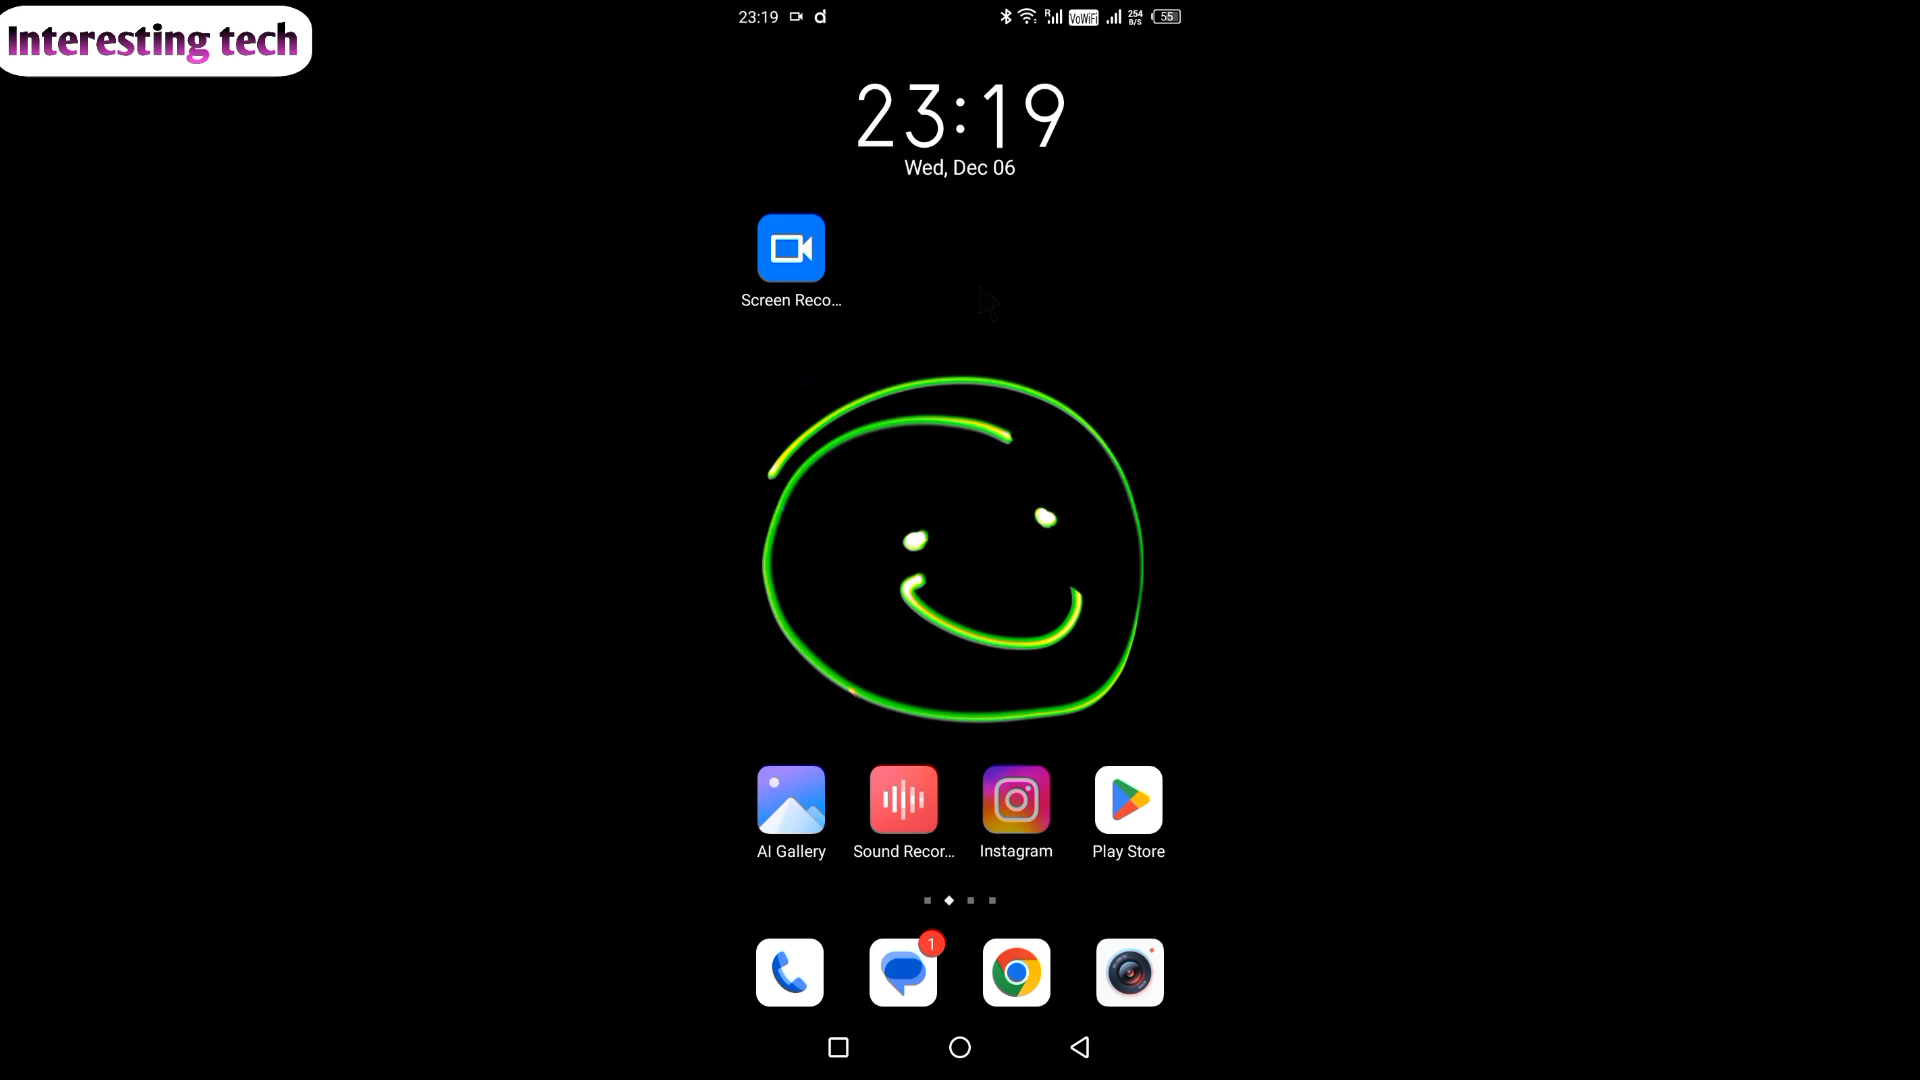 Interesting tech
23:19 d R VoWiFi 254 B/S 55
23:19
Wed, Dec 06
Screen Reco...
AI Gallery Sound Recor... Instagram Play Store
1